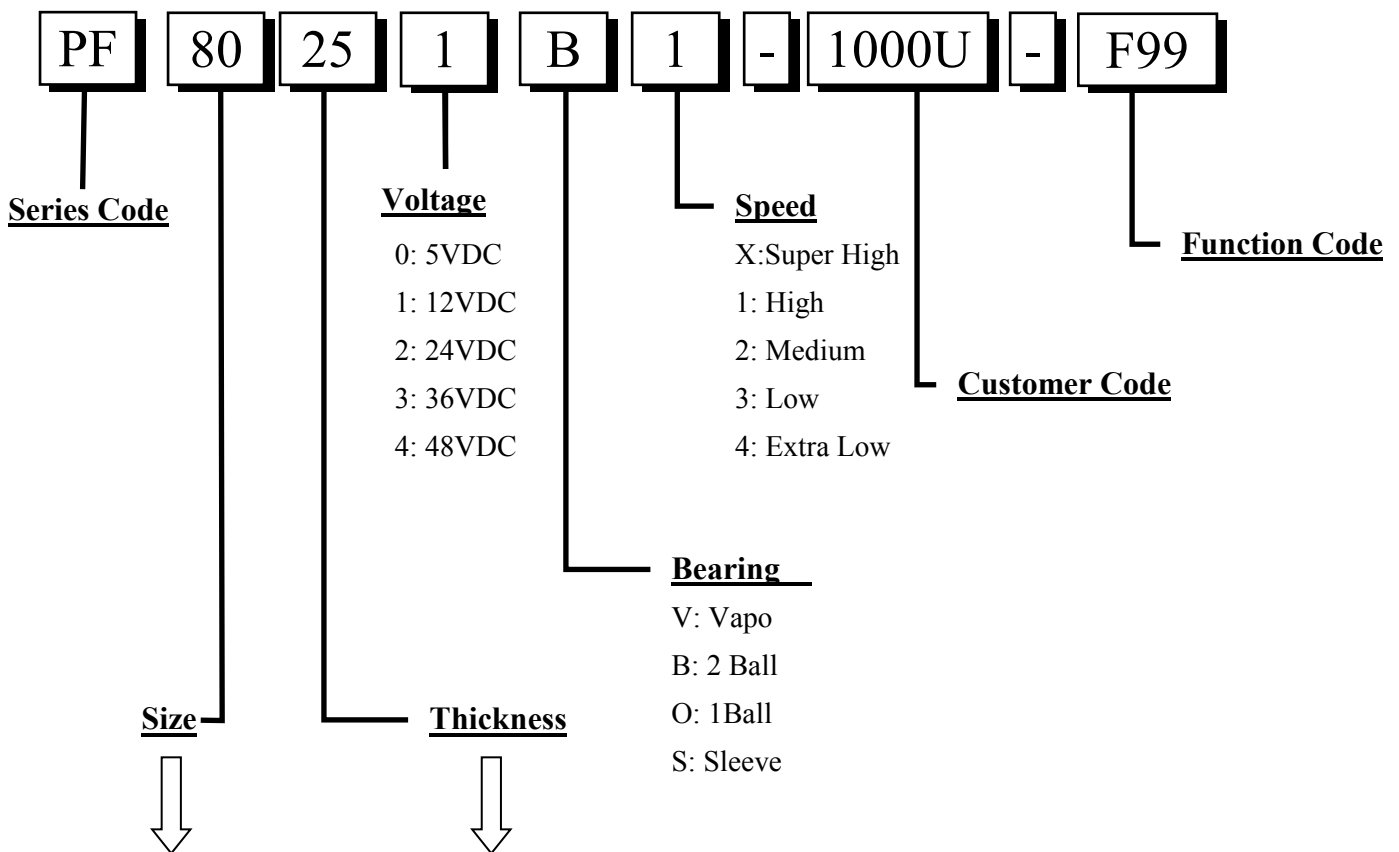 PF 80 25 1 B 1 - 1000U - F99
Series Code
Voltage
0: 5VDC
1: 12VDC
2: 24VDC
3: 36VDC
4: 48VDC
Speed
X:Super High
1: High
2: Medium
3: Low
4: Extra Low
Function Code
Customer Code
Bearing
V: Vapo
B: 2 Ball
O: 1Ball
S: Sleeve
Size
Thickness